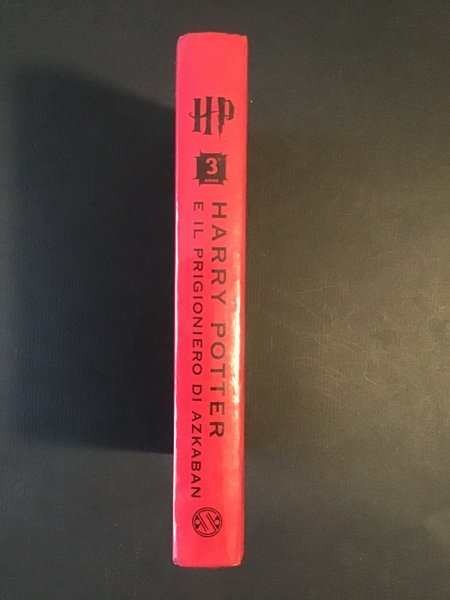 HP
3
HARRY POTTER
E IL PRIGIONIERO DI AZKABAN